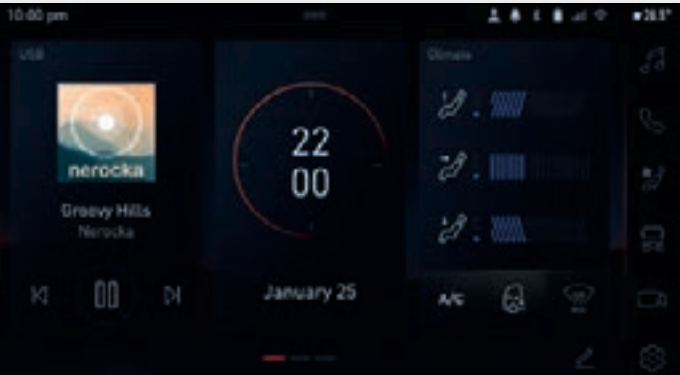 10:00 pm
USB
nerocka
Groovy Hills
Nerocka
22
00
January 25
Climate
A/C